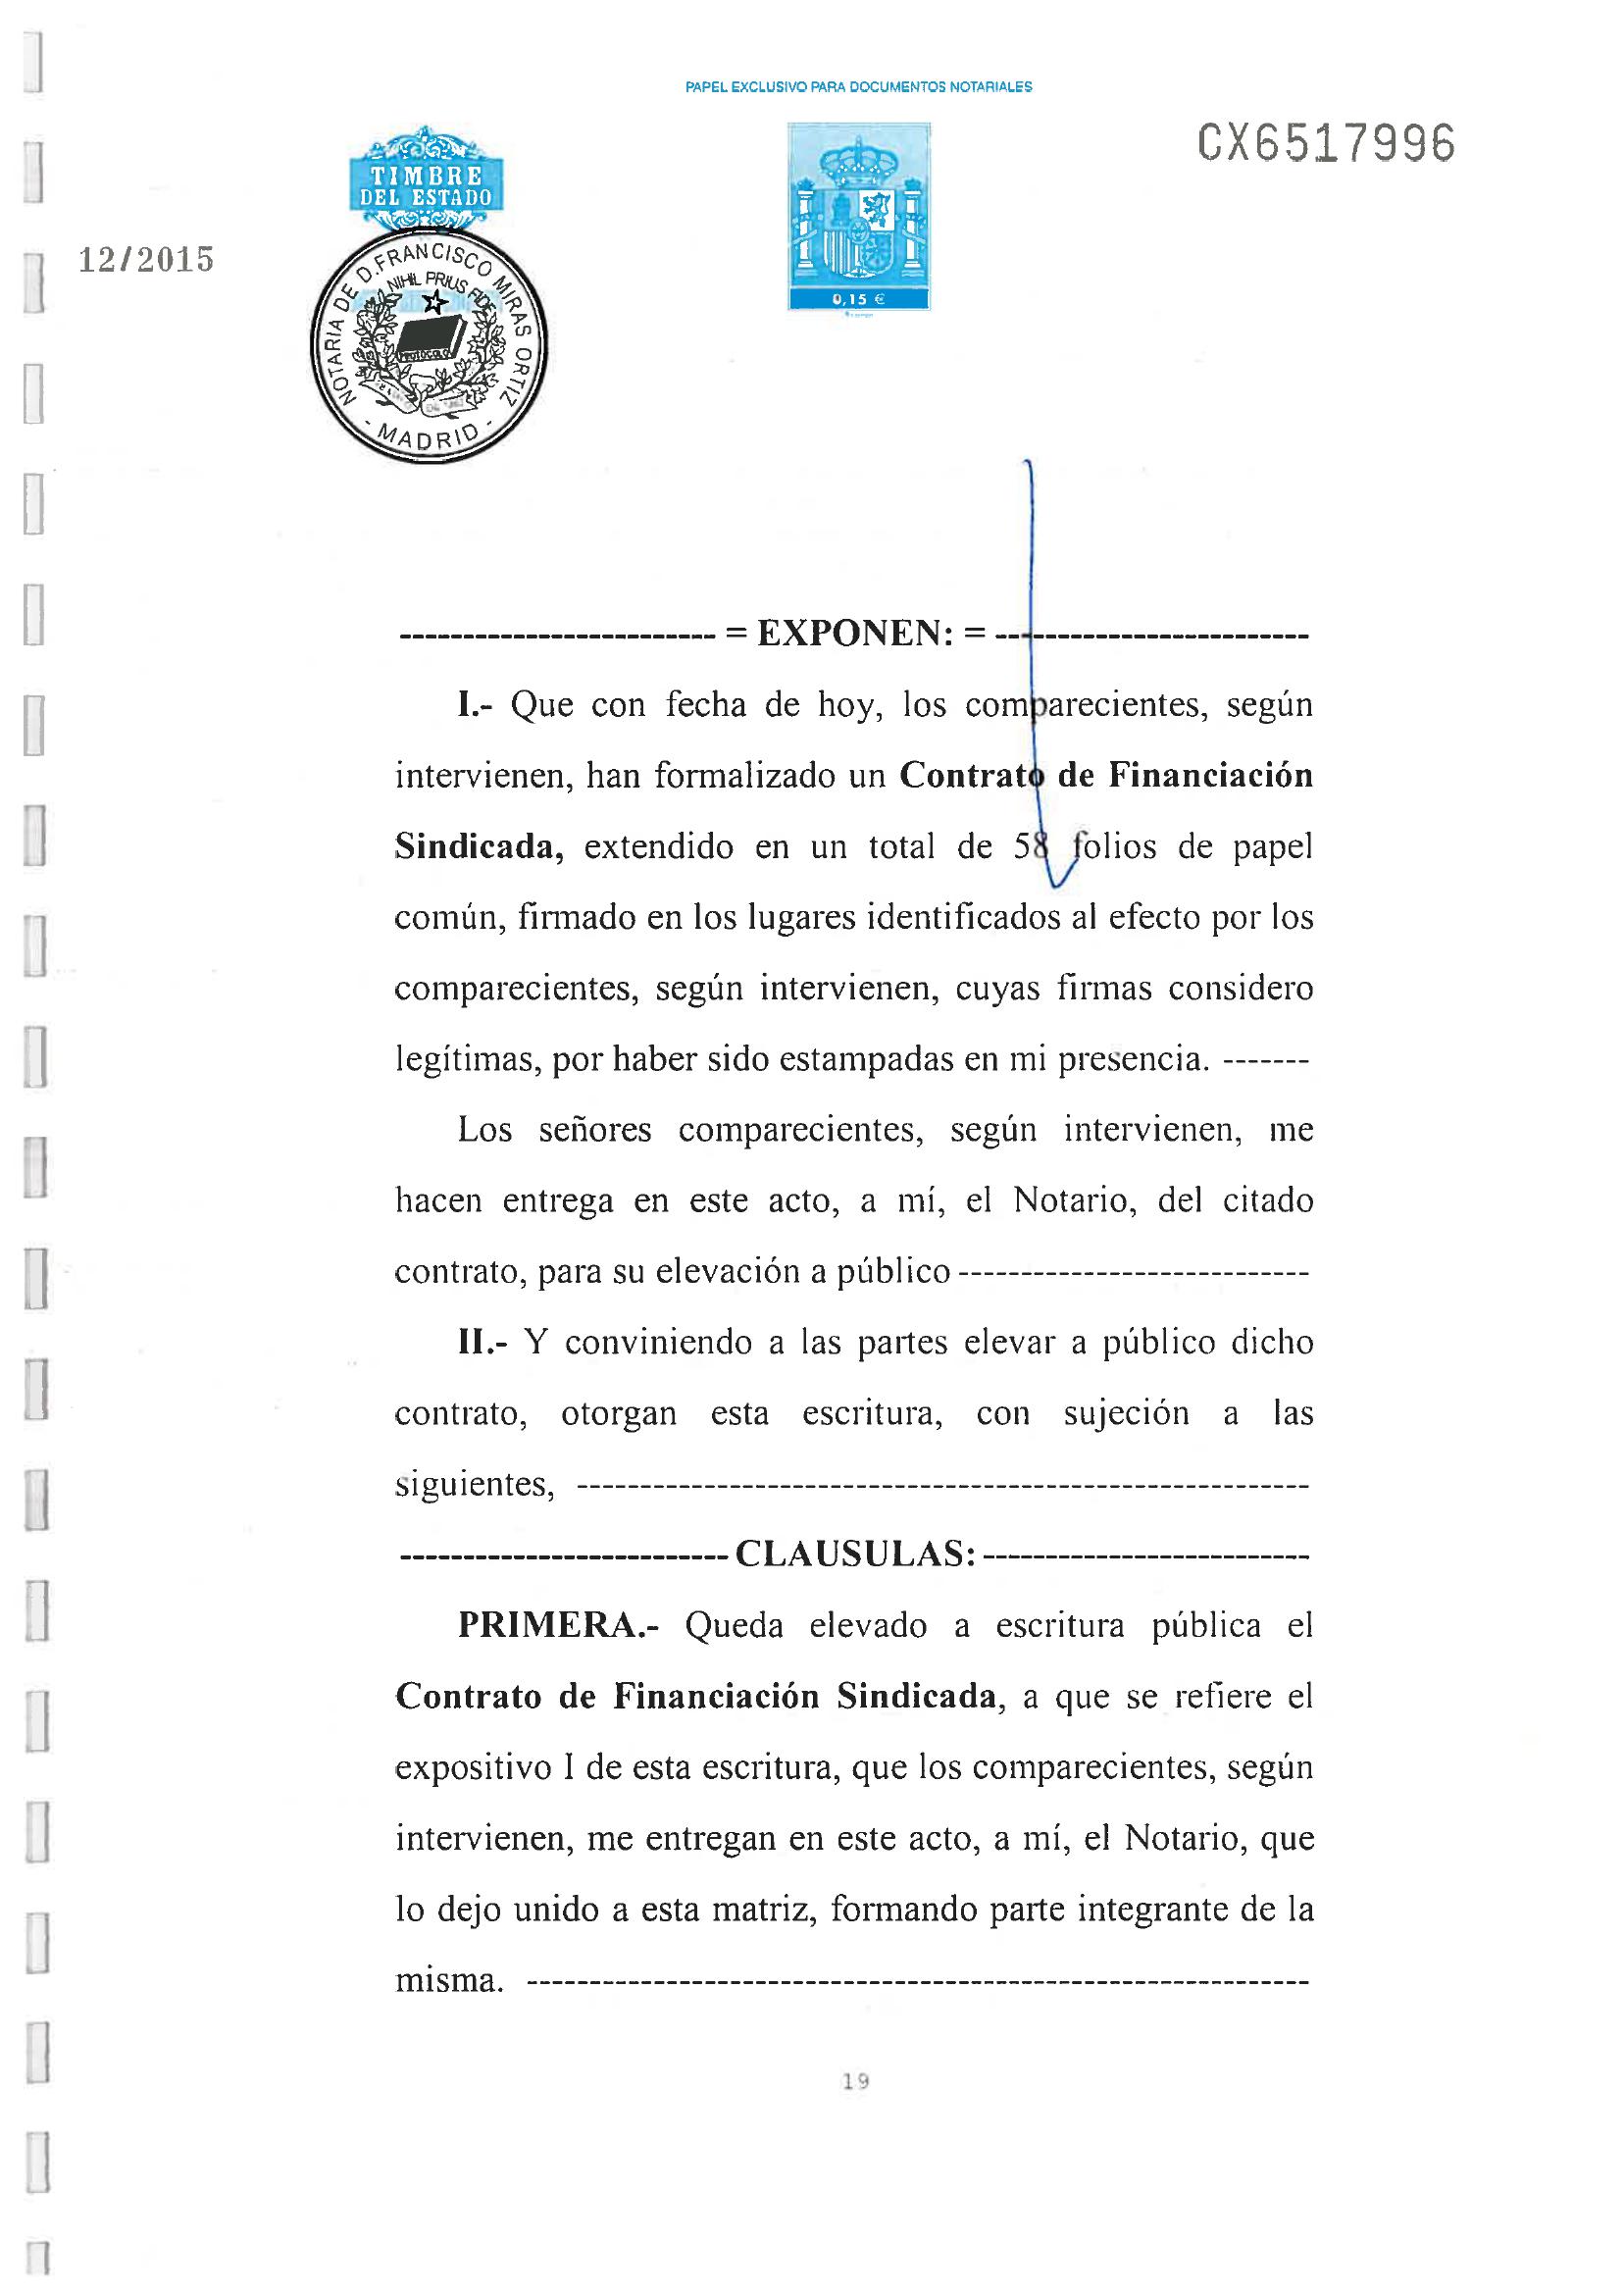 PAPEL EXCLUSIVO PARA DOCUMENTOS NOTARIALES
CX6517996
TIMBRE
DEL ESTADO
0,15 €
12/2015
NOTARIA DE D. FRANCISCO MIRAS ORTIZ
NIHIL PRIUS FIDE
PROTOCOLO
- MADRID -
------------------------- = EXPONEN: = -------------------------
I.- Que con fecha de hoy, los comparecientes, según
intervienen, han formalizado un Contrato de Financiación
Sindicada, extendido en un total de 58 folios de papel
común, firmado en los lugares identificados al efecto por los
comparecientes, según intervienen, cuyas firmas considero
legítimas, por haber sido estampadas en mi presencia. -------
Los señores comparecientes, según intervienen, me
hacen entrega en este acto, a mí, el Notario, del citado
contrato, para su elevación a público ----------------------------
II.- Y conviniendo a las partes elevar a público dicho
contrato, otorgan esta escritura, con sujeción a las
siguientes, -----------------------------------------------------------
-------------------------- CLAUSULAS: --------------------------
PRIMERA.- Queda elevado a escritura pública el
Contrato de Financiación Sindicada, a que se refiere el
expositivo I de esta escritura, que los comparecientes, según
intervienen, me entregan en este acto, a mí, el Notario, que
lo dejo unido a esta matriz, formando parte integrante de la
misma. ---------------------------------------------------------------
19